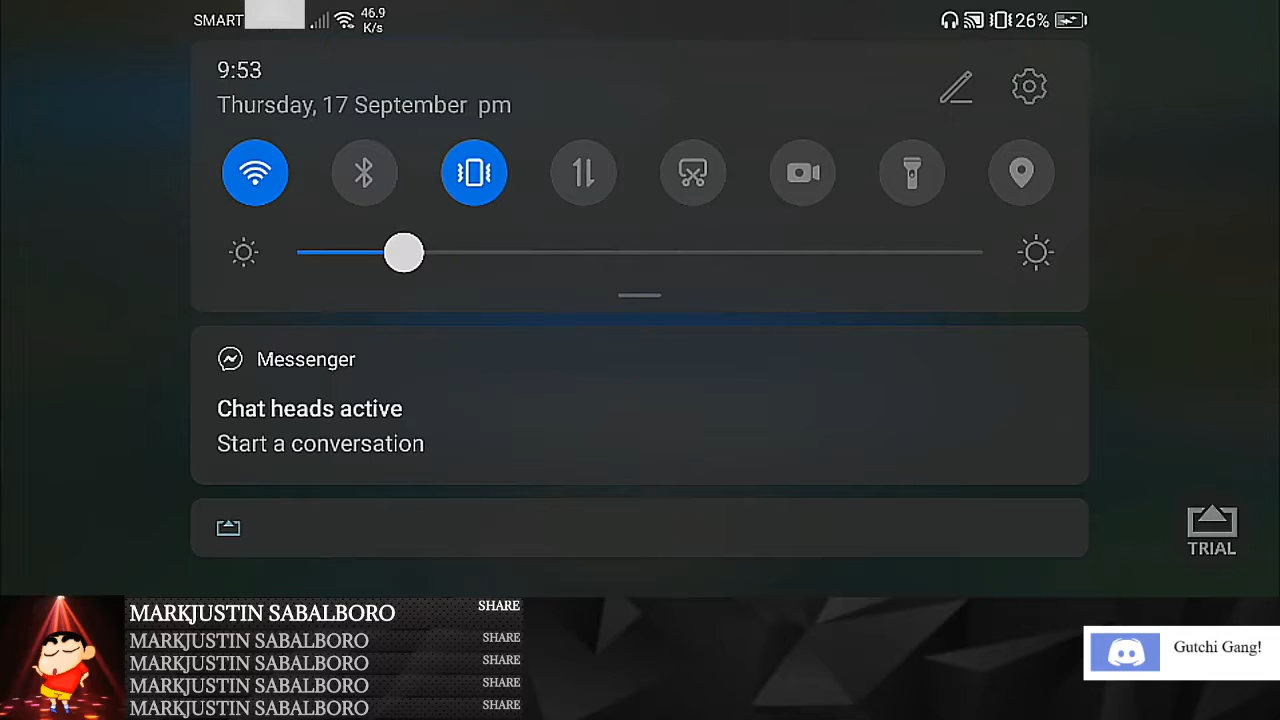 SMART
46.9
K/s
26%
9:53
Thursday, 17 September pm
Messenger
Chat heads active
Start a conversation
TRIAL
MARKJUSTIN SABALBORO SHARE
MARKJUSTIN SABALBORO SHARE
MARKJUSTIN SABALBORO SHARE
MARKJUSTIN SABALBORO SHARE
MARKJUSTIN SABALBORO SHARE
Gutchi Gang!